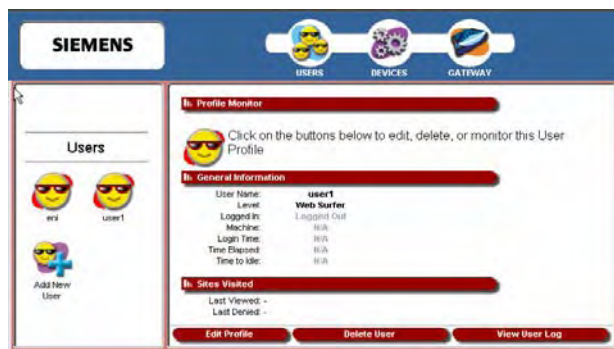 SIEMENS
USERS DEVICES GATEWAY
Users
eni user1
Add New
User
Profile Monitor
Click on the buttons below to edit, delete, or monitor this User
Profile
General Information
User Name: user1
Level: Web Surfer
Logged In: Logged Out
Machine: N/A
Login Time: N/A
Time Elapsed: N/A
Time to Idle: N/A
Sites Visited
Last Viewed: -
Last Denied: -
Edit Profile Delete User View User Log